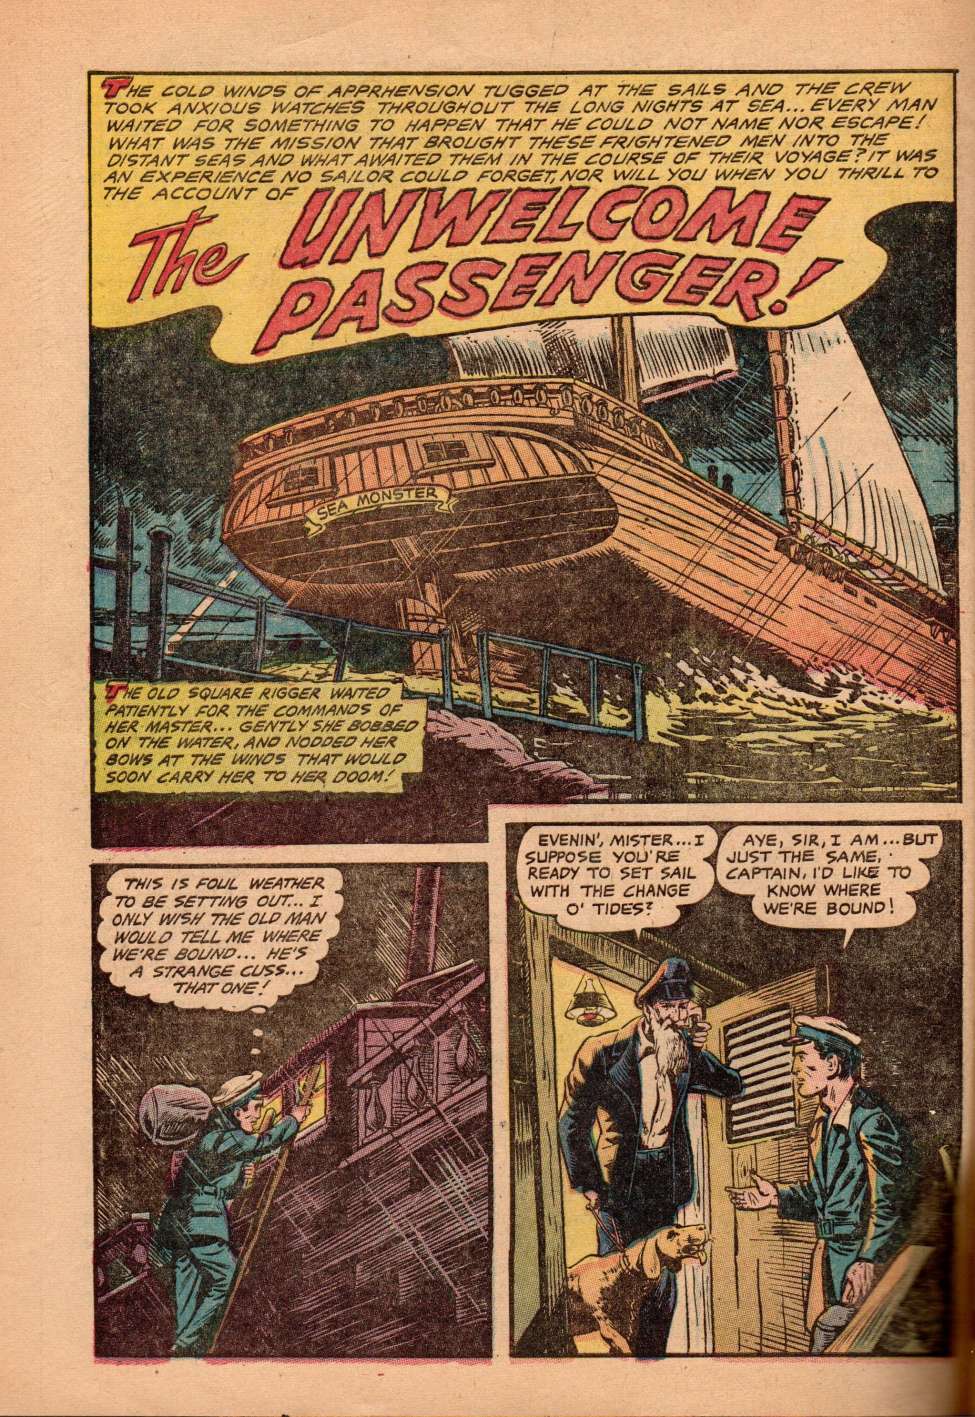 THE COLD WINDS OF APPRHENSION TUGGED AT THE SAILS AND THE CREW
TOOK ANXIOUS WATCHES THROUGHOUT THE LONG NIGHTS AT SEA... EVERY MAN
WAITED FOR SOMETHING TO HAPPEN THAT HE COULD NOT NAME NOR ESCAPE!
WHAT WAS THE MISSION THAT BROUGHT THESE FRIGHTENED MEN INTO THE
DISTANT SEAS AND WHAT AWAITED THEM IN THE COURSE OF THEIR VOYAGE? IT WAS
AN EXPERIENCE NO SAILOR COULD FORGET, NOR WILL YOU WHEN YOU THRILL TO
THE ACCOUNT OF
The UNWELCOME
PASSENGER!
SEA MONSTER
THE OLD SQUARE RIGGER WAITED
PATIENTLY FOR THE COMMANDS OF
HER MASTER... GENTLY SHE BOBBED
ON THE WATER, AND NODDED HER
BOWS AT THE WINDS THAT WOULD
SOON CARRY HER TO HER DOOM!
THIS IS FOUL WEATHER
TO BE SETTING OUT... I
ONLY WISH THE OLD MAN
WOULD TELL ME WHERE
WE'RE BOUND... HE'S
A STRANGE CUSS...
THAT ONE!
EVENIN', MISTER... I
SUPPOSE YOU'RE
READY TO SET SAIL
WITH THE CHANGE
O' TIDES?
AYE, SIR, I AM... BUT
JUST THE SAME,
CAPTAIN, I'D LIKE TO
KNOW WHERE
WE'RE BOUND!